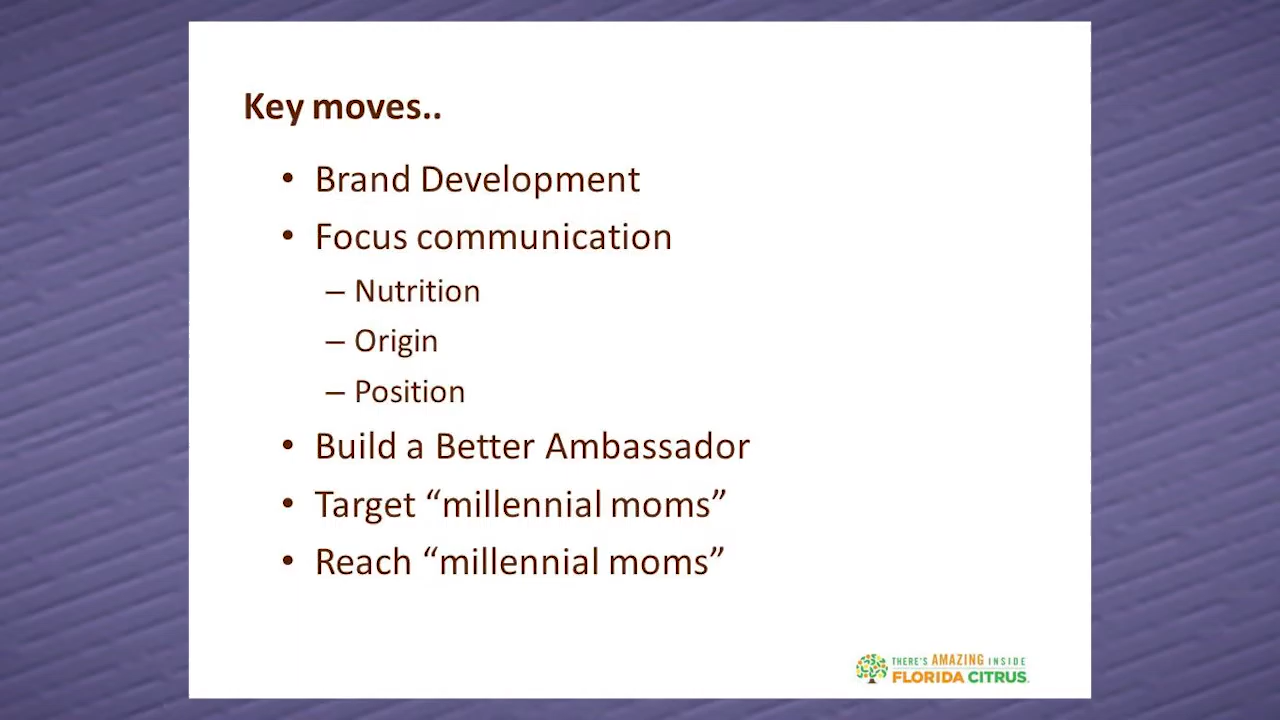 Key moves..
• Brand Development
• Focus communication
– Nutrition
– Origin
– Position
• Build a Better Ambassador
• Target “millennial moms”
• Reach “millennial moms”
THERE'S AMAZING INSIDE
FLORIDA CITRUS.